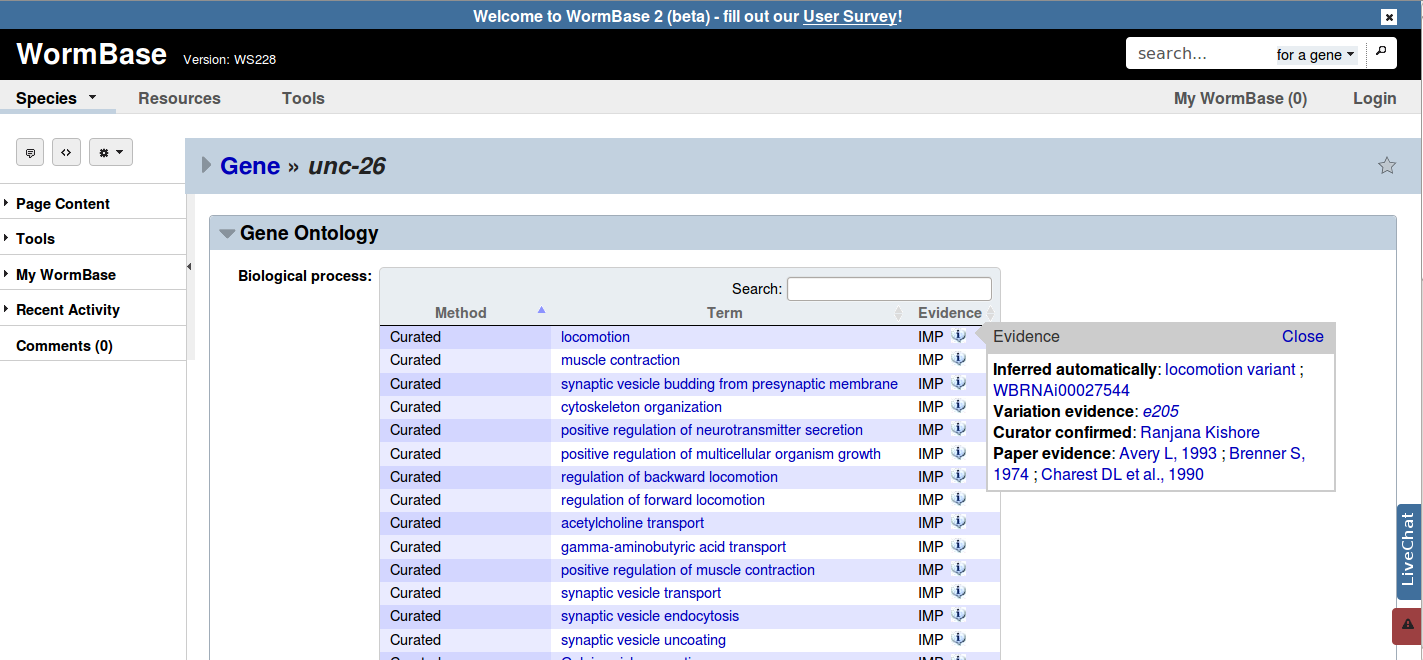 Welcome to WormBase 2 (beta) - fill out our User Survey!
WormBase Version: WS228
search... for a gene
Species Resources Tools My WormBase (0) Login
Gene » unc-26
Page Content
Tools
My WormBase
Recent Activity
Comments (0)
Gene Ontology
Biological process:
Search:
Method Term Evidence
Curated locomotion IMP
Curated muscle contraction IMP
Curated synaptic vesicle budding from presynaptic membrane IMP
Curated cytoskeleton organization IMP
Curated positive regulation of neurotransmitter secretion IMP
Curated positive regulation of multicellular organism growth IMP
Curated regulation of backward locomotion IMP
Curated regulation of forward locomotion IMP
Curated acetylcholine transport IMP
Curated gamma-aminobutyric acid transport IMP
Curated positive regulation of muscle contraction IMP
Curated synaptic vesicle transport IMP
Curated synaptic vesicle endocytosis IMP
Curated synaptic vesicle uncoating IMP
Evidence Close
Inferred automatically: locomotion variant ;
WBRNAi00027544
Variation evidence: e205
Curator confirmed: Ranjana Kishore
Paper evidence: Avery L, 1993 ; Brenner S,
1974 ; Charest DL et al., 1990
LiveChat